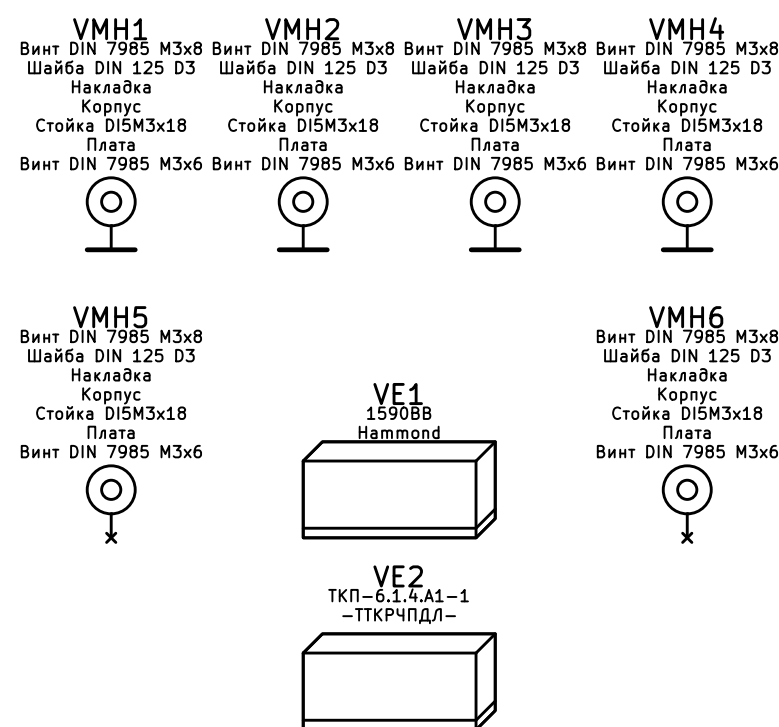 VMH1 VMH2 VMH3 VMH4
Винт DIN 7985 M3x8 Винт DIN 7985 M3x8 Винт DIN 7985 M3x8 Винт DIN 7985 M3x8
Шайба DIN 125 D3 Шайба DIN 125 D3 Шайба DIN 125 D3 Шайба DIN 125 D3
Накладка Накладка Накладка Накладка
Корпус Корпус Корпус Корпус
Стойка DI5M3x18 Стойка DI5M3x18 Стойка DI5M3x18 Стойка DI5M3x18
Плата Плата Плата Плата
Винт DIN 7985 M3x6 Винт DIN 7985 M3x6 Винт DIN 7985 M3x6 Винт DIN 7985 M3x6
VMH5
Винт DIN 7985 M3x8
Шайба DIN 125 D3
Накладка
Корпус
Стойка DI5M3x18
Плата
Винт DIN 7985 M3x6
VE1
1590BB
Hammond
VMH6
Винт DIN 7985 M3x8
Шайба DIN 125 D3
Накладка
Корпус
Стойка DI5M3x18
Плата
Винт DIN 7985 M3x6
VE2
ТКП-6.1.4.А1-1
-ТТКРЧПДЛ-